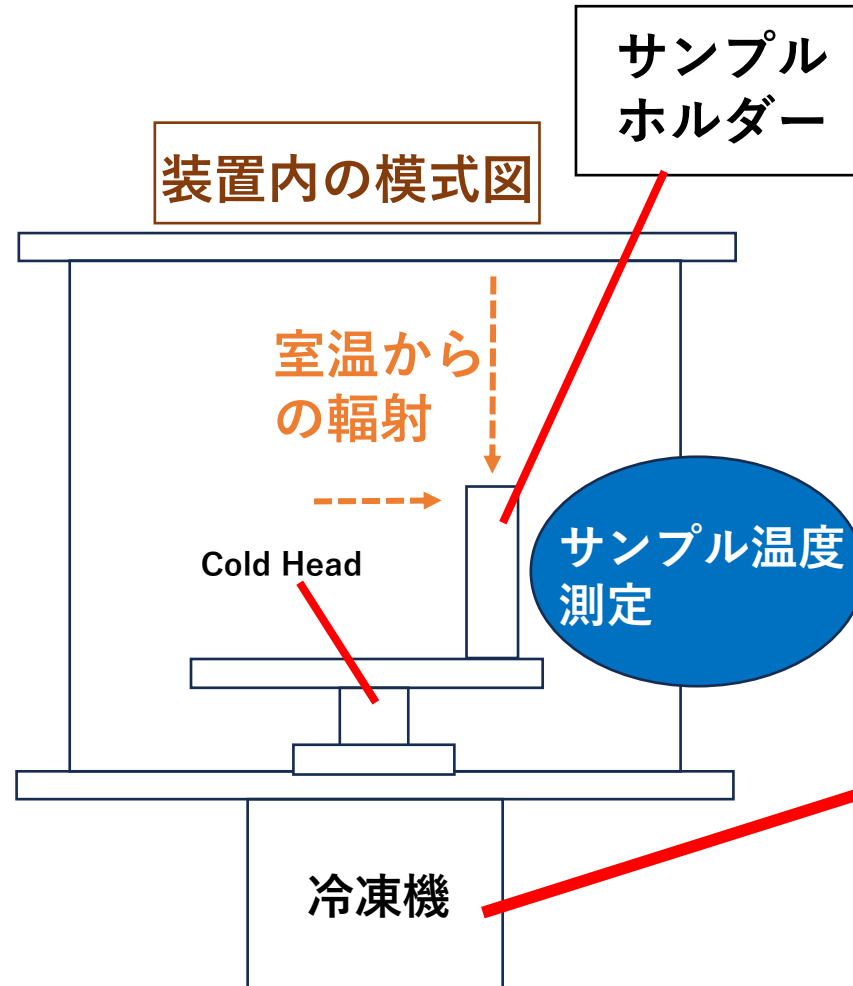 サンプル
ホルダー
装置内の模式図
室温から
の輻射
Cold Head
サンプル温度
測定
冷凍機